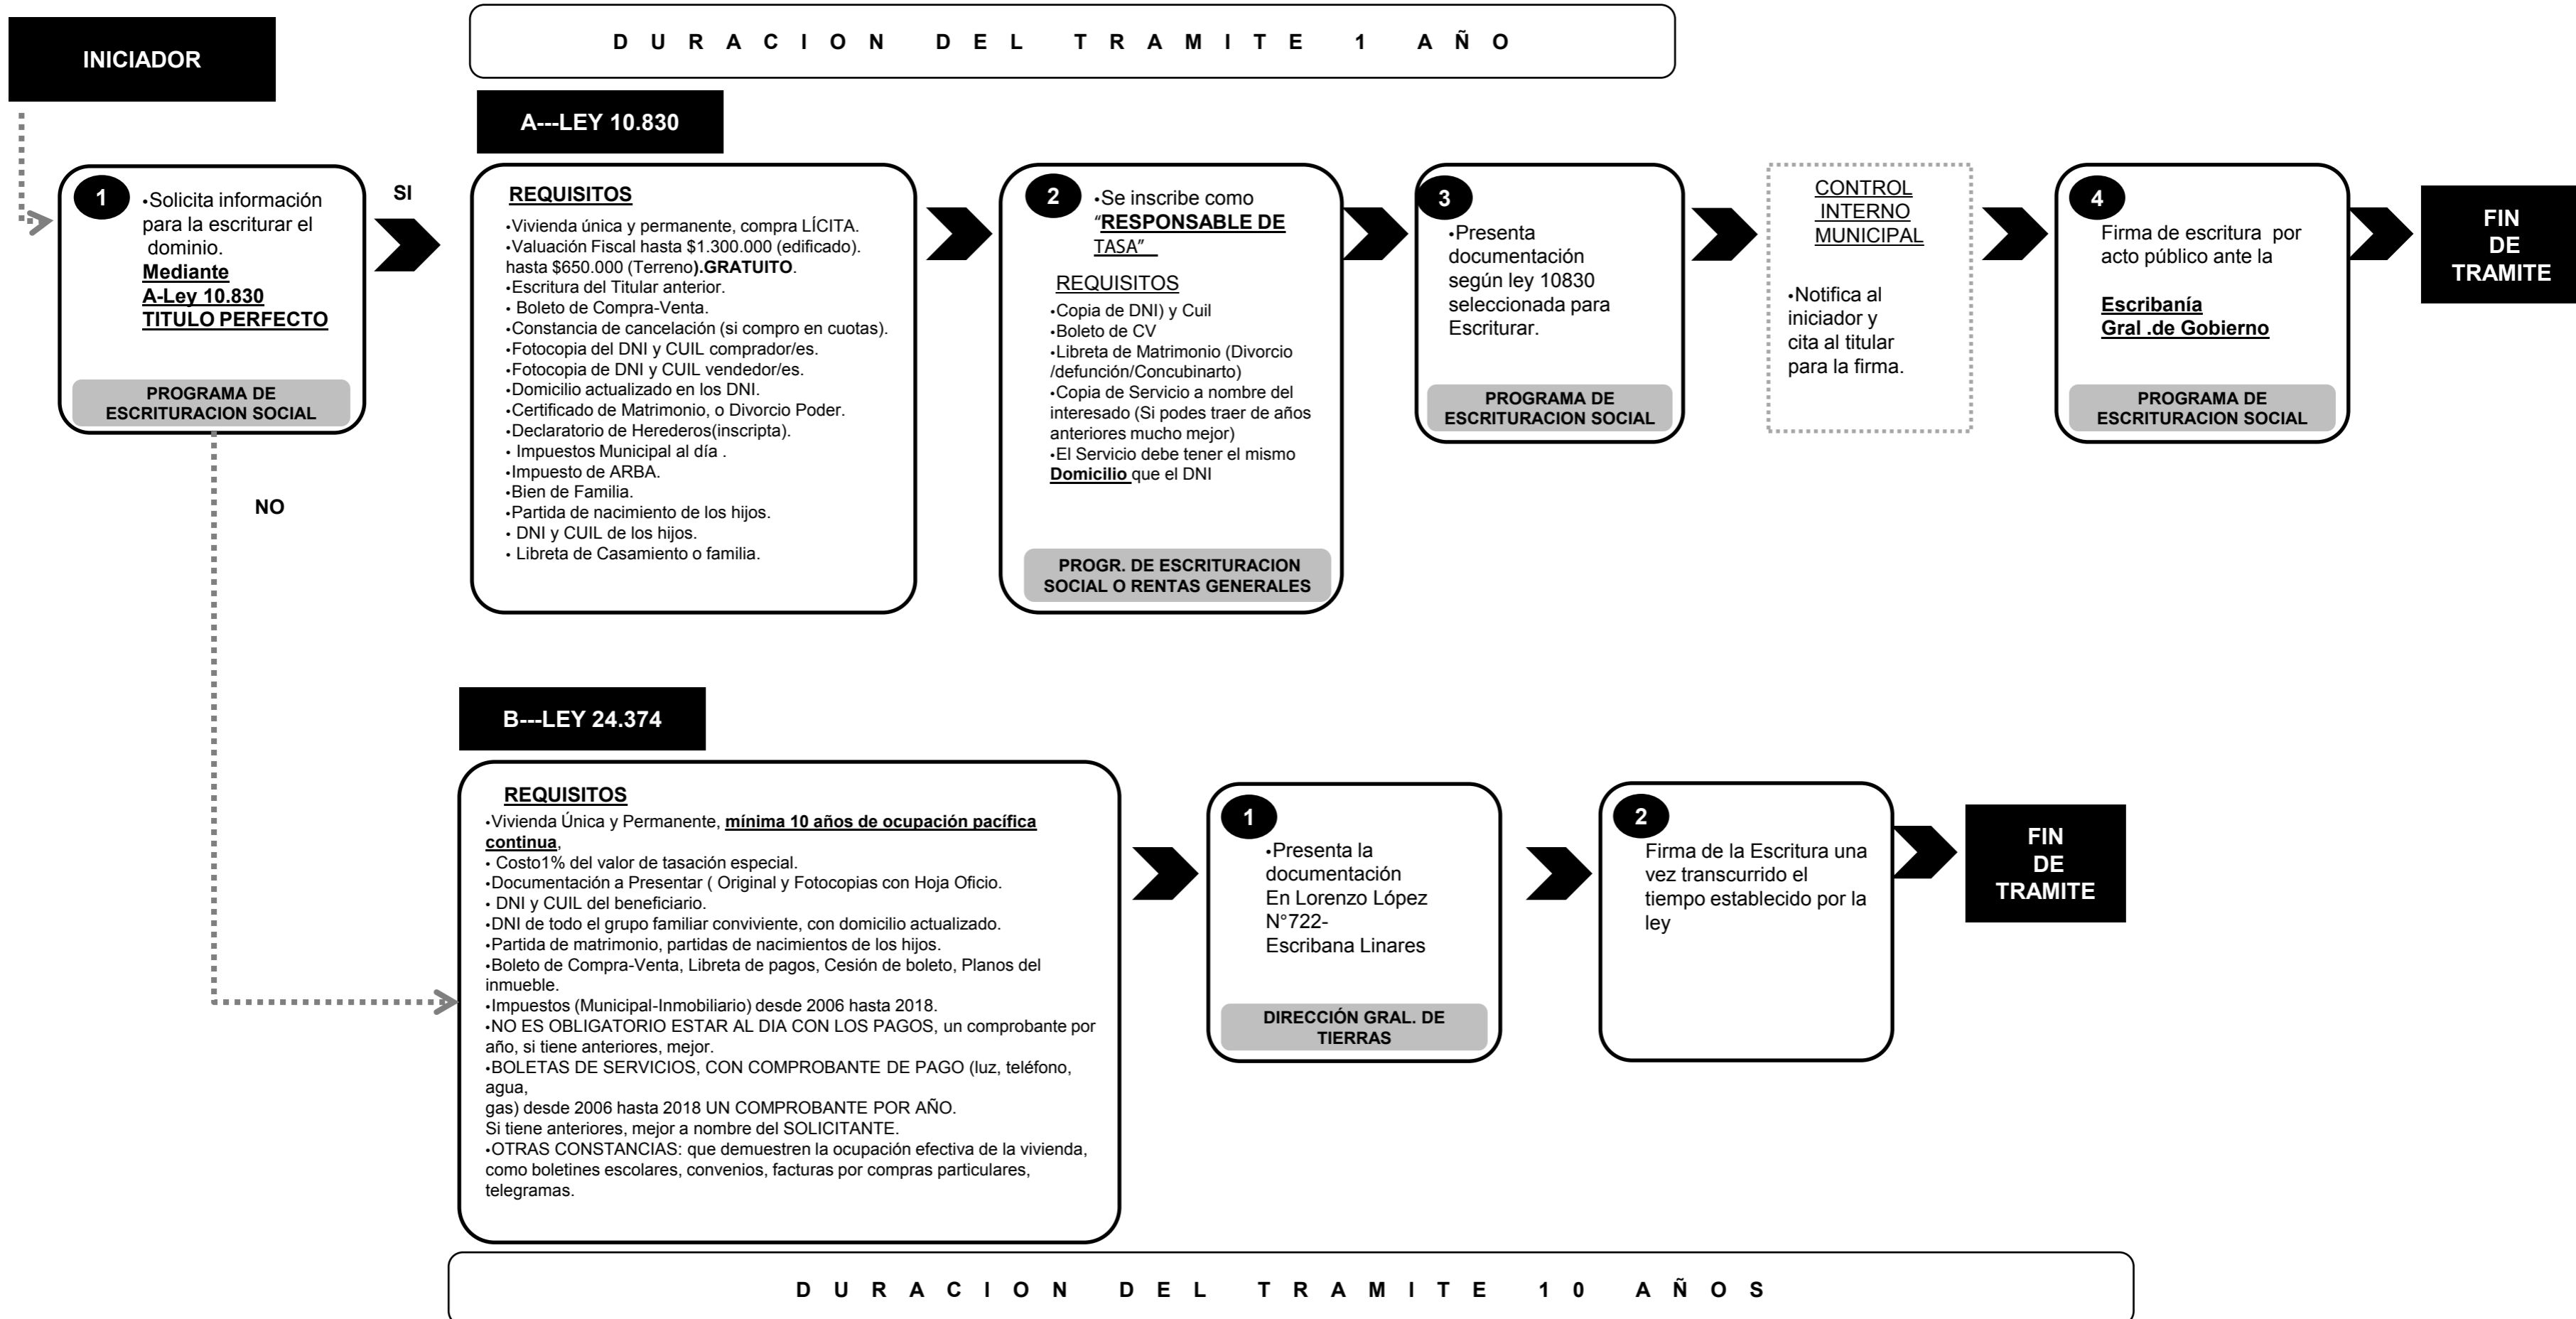 INICIADOR
D U R A C I O N D E L T R A M I T E 1 A Ñ O
A---LEY 10.830
1
•Solicita información
para la escriturar el
dominio.
Mediante
A-Ley 10.830
TITULO PERFECTO
PROGRAMA DE
ESCRITURACION SOCIAL
SI
NO
REQUISITOS
•Vivienda única y permanente, compra LÍCITA.
•Valuación Fiscal hasta $1.300.000 (edificado).
hasta $650.000 (Terreno).GRATUITO.
•Escritura del Titular anterior.
• Boleto de Compra-Venta.
•Constancia de cancelación (si compro en cuotas).
•Fotocopia del DNI y CUIL comprador/es.
•Fotocopia de DNI y CUIL vendedor/es.
•Domicilio actualizado en los DNI.
•Certificado de Matrimonio, o Divorcio Poder.
•Declaratorio de Herederos(inscripta).
• Impuestos Municipal al día .
•Impuesto de ARBA.
•Bien de Familia.
•Partida de nacimiento de los hijos.
• DNI y CUIL de los hijos.
• Libreta de Casamiento o familia.
2
•Se inscribe como
“RESPONSABLE DE
TASA”
REQUISITOS
•Copia de DNI) y Cuil
•Boleto de CV
•Libreta de Matrimonio (Divorcio
/defunción/Concubinarto)
•Copia de Servicio a nombre del
interesado (Si podes traer de años
anteriores mucho mejor)
•El Servicio debe tener el mismo
Domicilio que el DNI
PROGR. DE ESCRITURACION
SOCIAL O RENTAS GENERALES
3
•Presenta
documentación
según ley 10830
seleccionada para
Escriturar.
PROGRAMA DE
ESCRITURACION SOCIAL
CONTROL
INTERNO
MUNICIPAL
•Notifica al
iniciador y
cita al titular
para la firma.
4
Firma de escritura por
acto público ante la
Escribanía
Gral .de Gobierno
PROGRAMA DE
ESCRITURACION SOCIAL
FIN
DE
TRAMITE
B---LEY 24.374
REQUISITOS
•Vivienda Única y Permanente, mínima 10 años de ocupación pacífica
continua,
• Costo1% del valor de tasación especial.
•Documentación a Presentar ( Original y Fotocopias con Hoja Oficio.
• DNI y CUIL del beneficiario.
•DNI de todo el grupo familiar conviviente, con domicilio actualizado.
•Partida de matrimonio, partidas de nacimientos de los hijos.
•Boleto de Compra-Venta, Libreta de pagos, Cesión de boleto, Planos del
inmueble.
•Impuestos (Municipal-Inmobiliario) desde 2006 hasta 2018.
•NO ES OBLIGATORIO ESTAR AL DIA CON LOS PAGOS, un comprobante por
año, si tiene anteriores, mejor.
•BOLETAS DE SERVICIOS, CON COMPROBANTE DE PAGO (luz, teléfono,
agua,
gas) desde 2006 hasta 2018 UN COMPROBANTE POR AÑO.
Si tiene anteriores, mejor a nombre del SOLICITANTE.
•OTRAS CONSTANCIAS: que demuestren la ocupación efectiva de la vivienda,
como boletines escolares, convenios, facturas por compras particulares,
telegramas.
1
•Presenta la
documentación
En Lorenzo López
N°722-
Escribana Linares
DIRECCIÓN GRAL. DE
TIERRAS
2
Firma de la Escritura una
vez transcurrido el
tiempo establecido por la
ley
FIN
DE
TRAMITE
D U R A C I O N D E L T R A M I T E 1 0 A Ñ O S